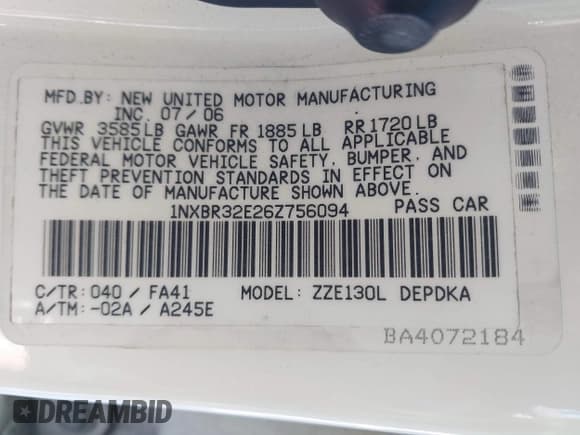 MFD.BY: NEW UNITED MOTOR MANUFACTURING
INC. 07/06
GVWR 3585LB GAWR FR 1885LB RR1720LB
THIS VEHICLE CONFORMS TO ALL APPLICABLE
FEDERAL MOTOR VEHICLE SAFETY, BUMPER, AND
THEFT PREVENTION STANDARDS IN EFFECT ON
THE DATE OF MANUFACTURE SHOWN ABOVE.
1NXBR32E26Z756094 PASS CAR
C/TR: 040 / FA41 MODEL: ZZE130L DEPDKA
A/TM: -02A / A245E
BA4072184
DREAMBID